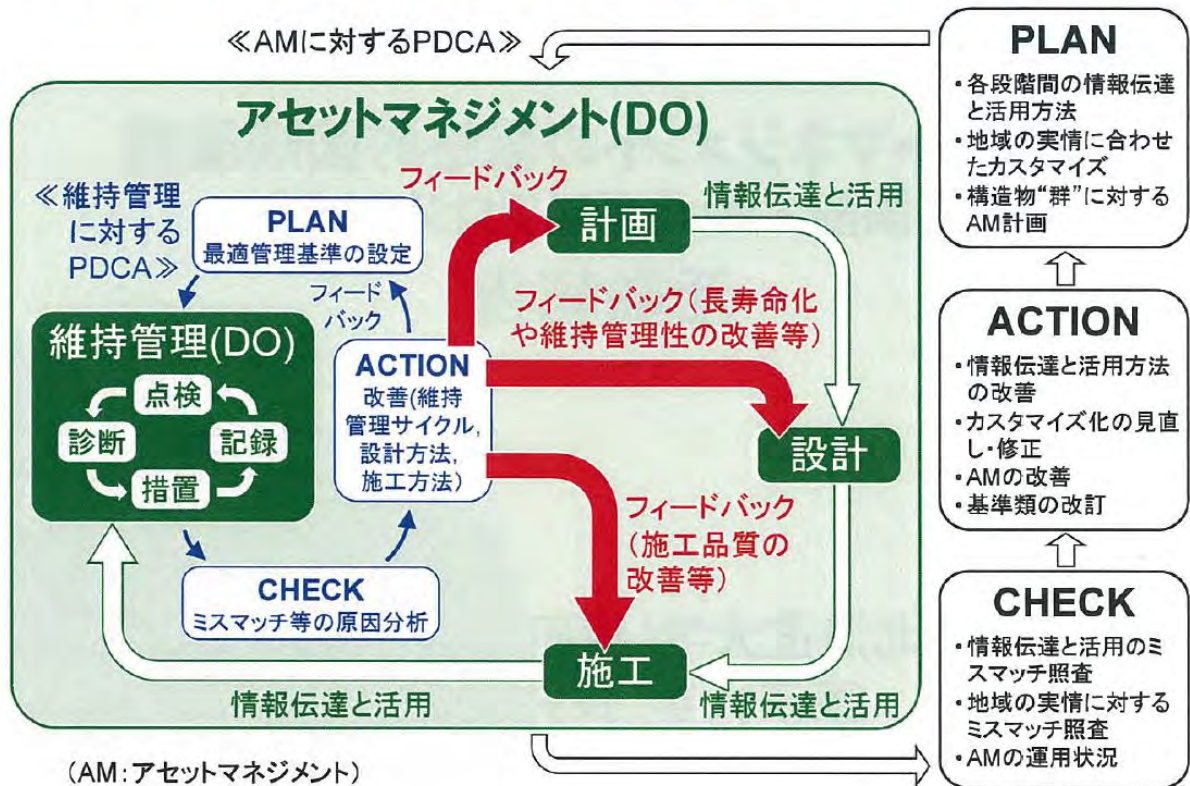 ≪AMに対するPDCA≫
アセットマネジメント(DO)
≪維持管理
に対する
PDCA≫
PLAN
最適管理基準の設定
フィード
バック
維持管理(DO)
点検
診断
記録
措置
ACTION
改善(維持
管理サイクル,
設計方法,
施工方法)
CHECK
ミスマッチ等の原因分析
フィードバック
計画
情報伝達と活用
フィードバック(長寿命化
や維持管理性の改善等)
設計
フィードバック
(施工品質の
改善等)
施工
情報伝達と活用
情報伝達と活用
(AM:アセットマネジメント)
PLAN
・各段階間の情報伝達
と活用方法
・地域の実情に合わせ
たカスタマイズ
・構造物“群”に対する
AM計画
ACTION
・情報伝達と活用方法
の改善
・カスタマイズ化の見直
し・修正
・AMの改善
・基準類の改訂
CHECK
・情報伝達と活用のミ
スマッチ照査
・地域の実情に対する
ミスマッチ照査
・AMの運用状況